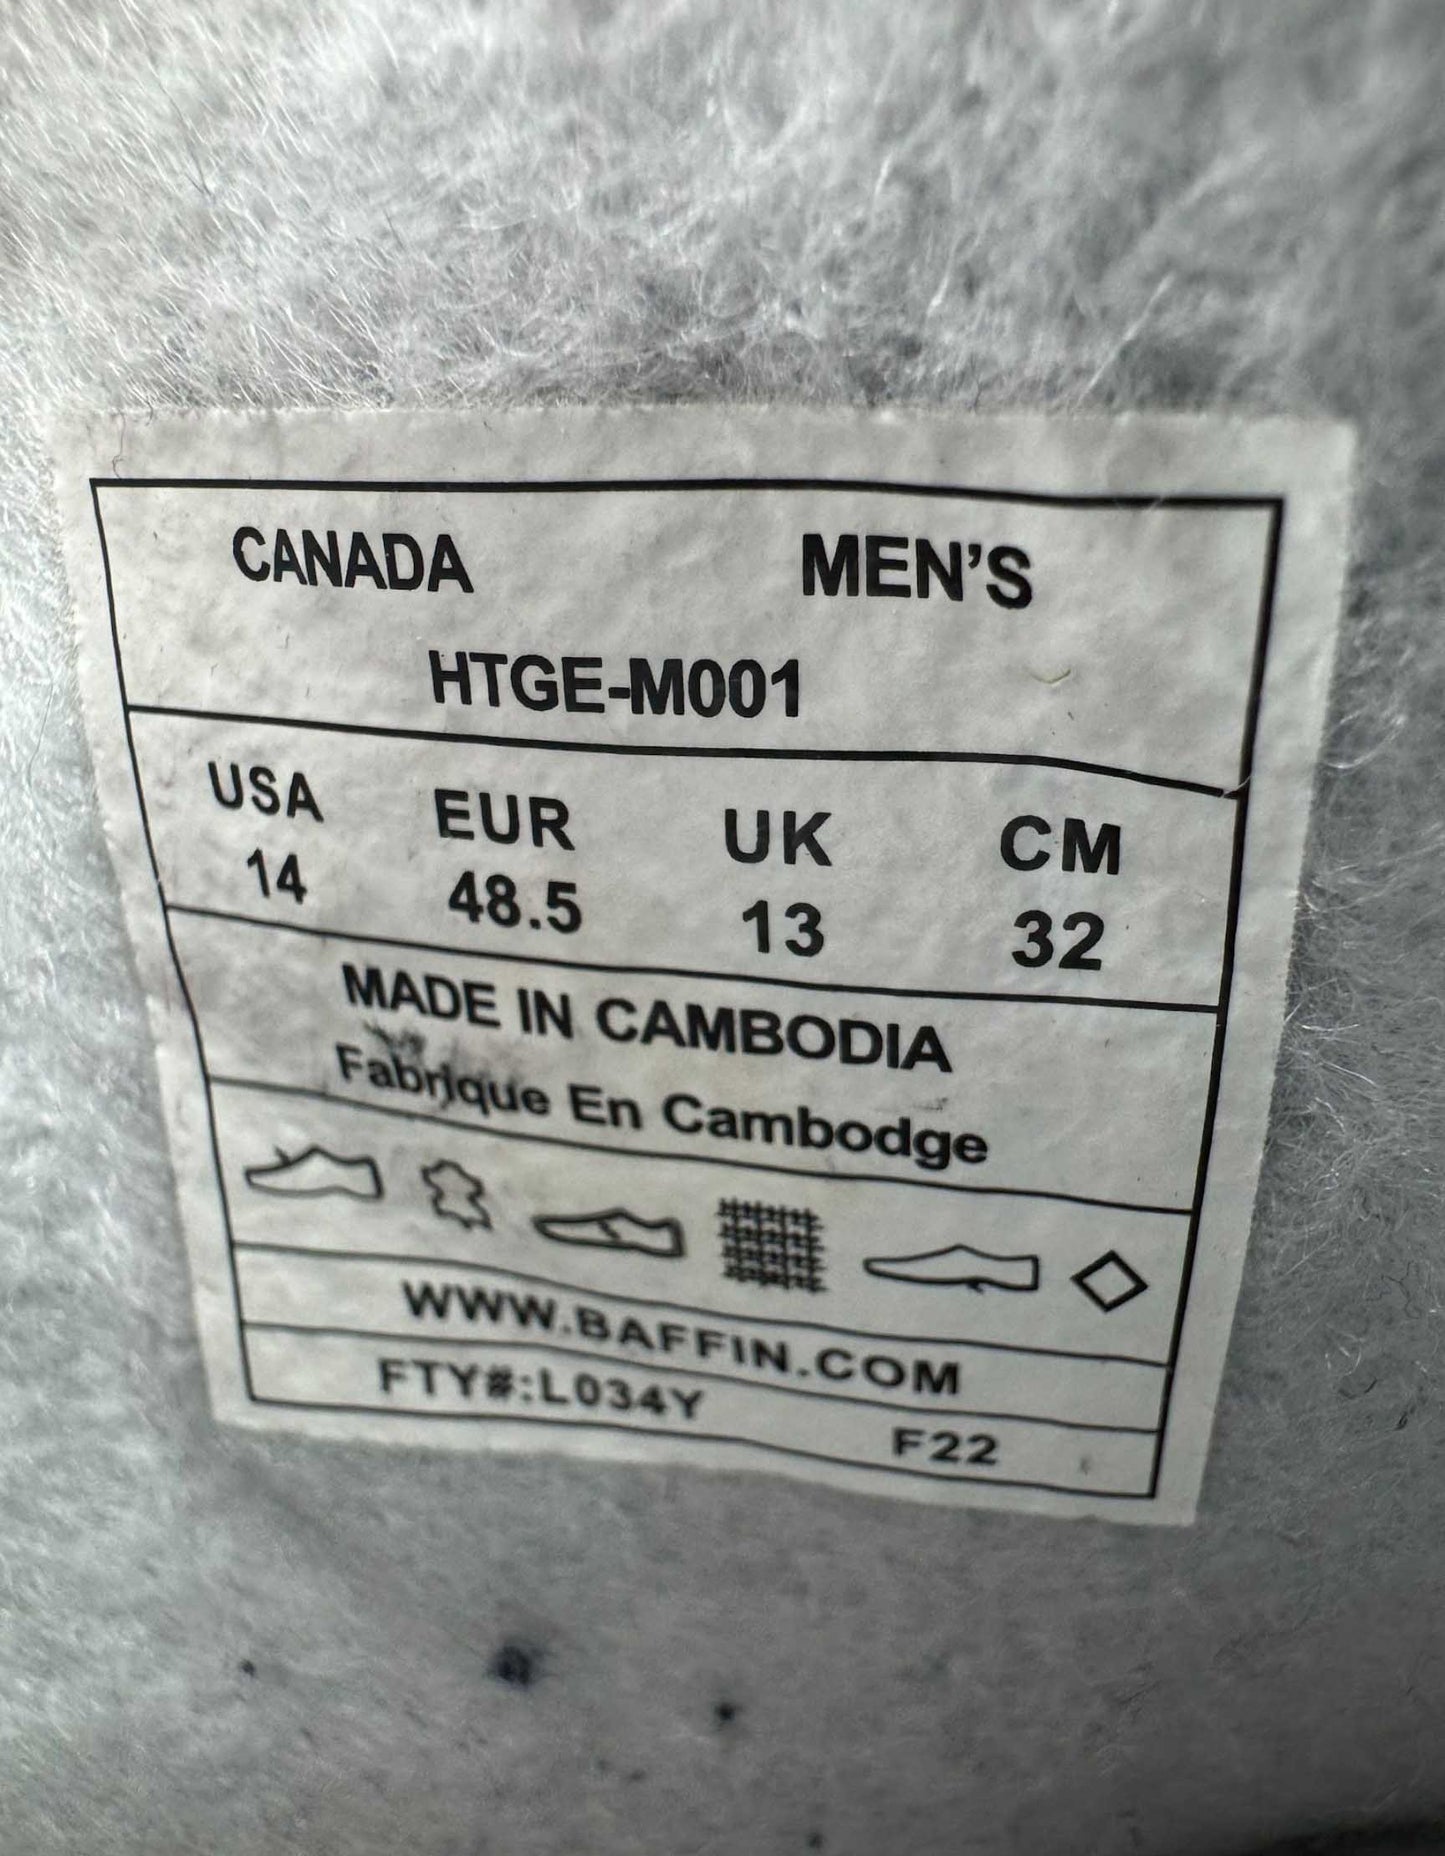 CANADA MEN'S
HTGE-M001
USA EUR UK CM
14 48.5 13 32
MADE IN CAMBODIA
Fabrique En Cambodge
WWW.BAFFIN.COM
FTY#:L034Y F22